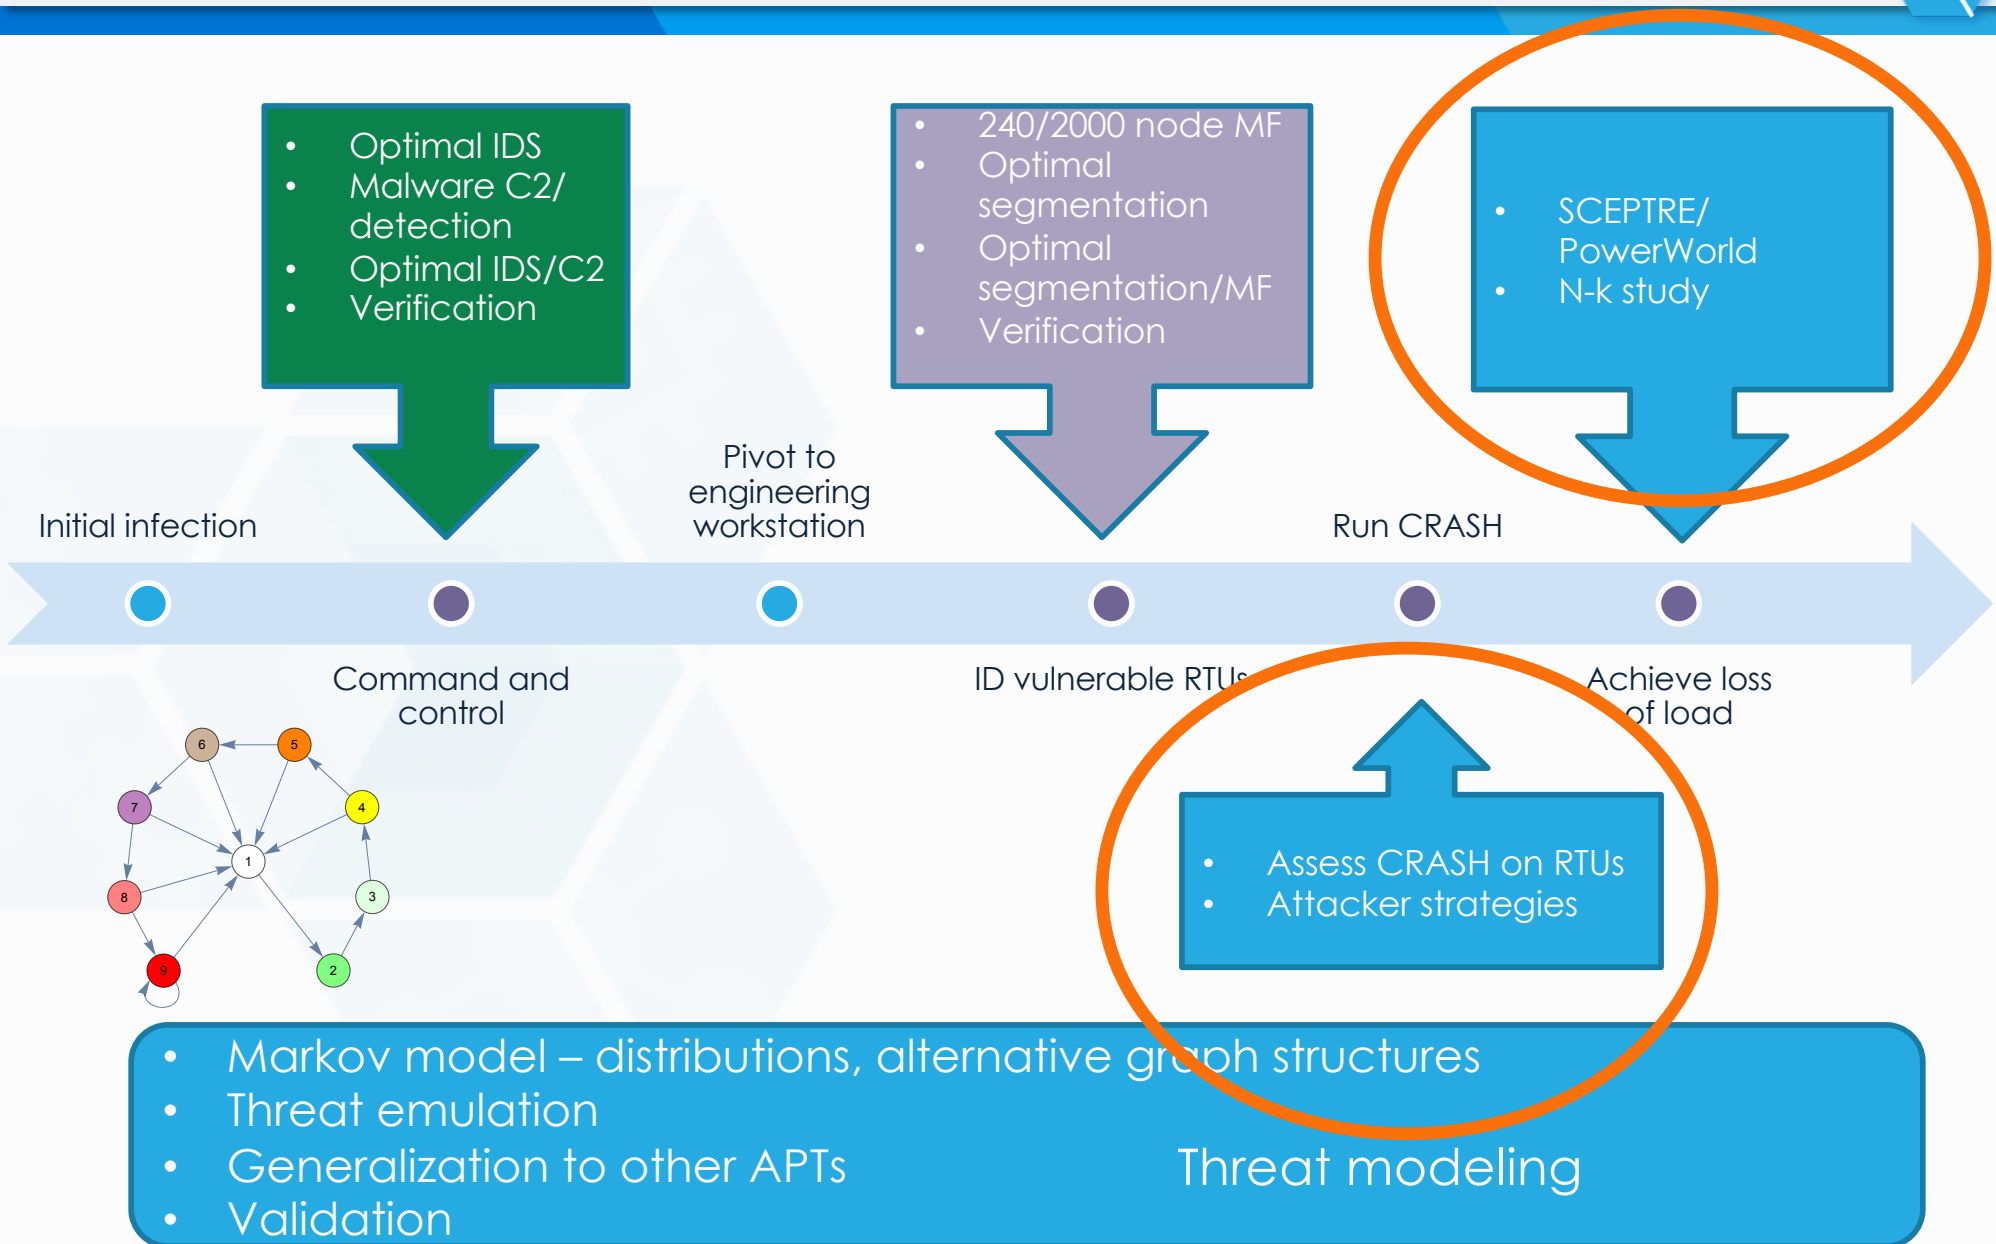 • Optimal IDS
• Malware C2/
detection
• Optimal IDS/C2
• Verification
• 240/2000 node MF
• Optimal
segmentation
• Optimal
segmentation/MF
• Verification
• SCEPTRE/
PowerWorld
• N-k study
Initial infection
Pivot to
engineering
workstation
Run CRASH
Command and
control
ID vulnerable RTUs
Achieve loss
of load
6
5
7
4
1
8
3
9
2
• Assess CRASH on RTUs
• Attacker strategies
• Markov model – distributions, alternative graph structures
• Threat emulation
• Generalization to other APTs
• Validation
Threat modeling